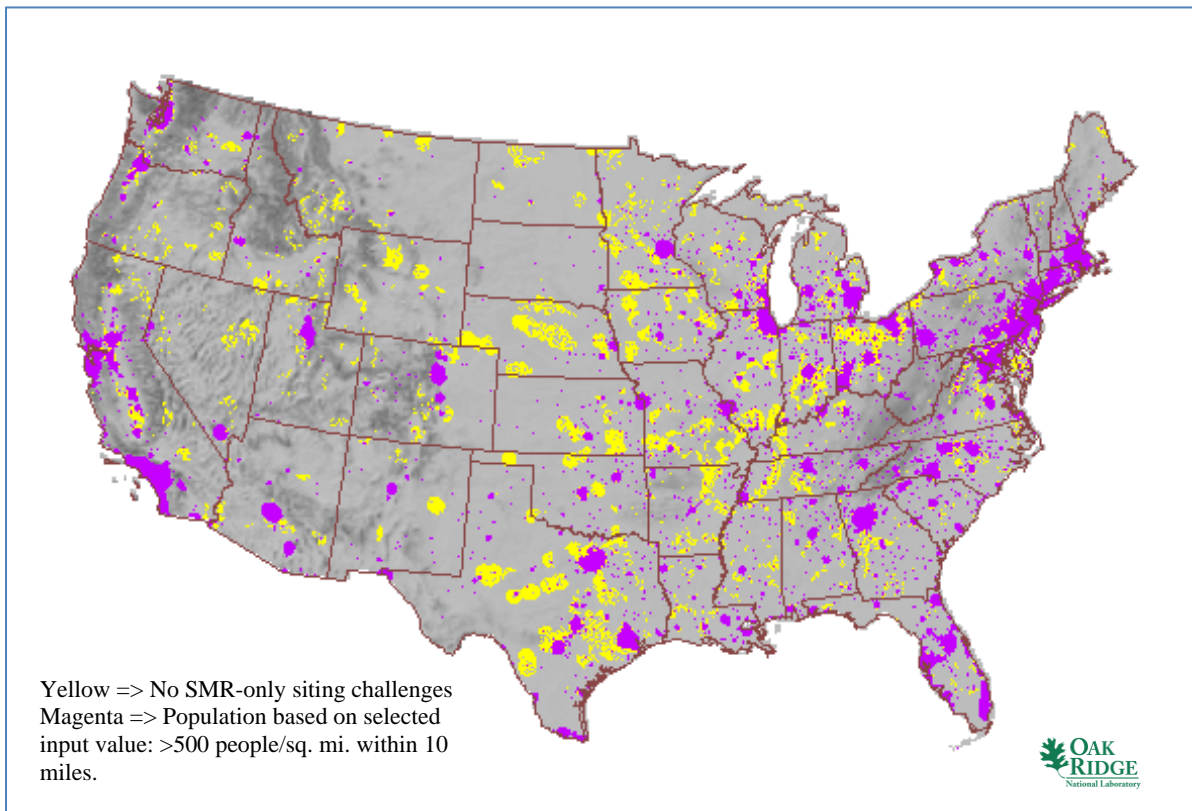 Yellow => No SMR-only siting challenges
Magenta => Population based on selected
input value: >500 people/sq. mi. within 10
miles.
OAK
RIDGE
National Laboratory